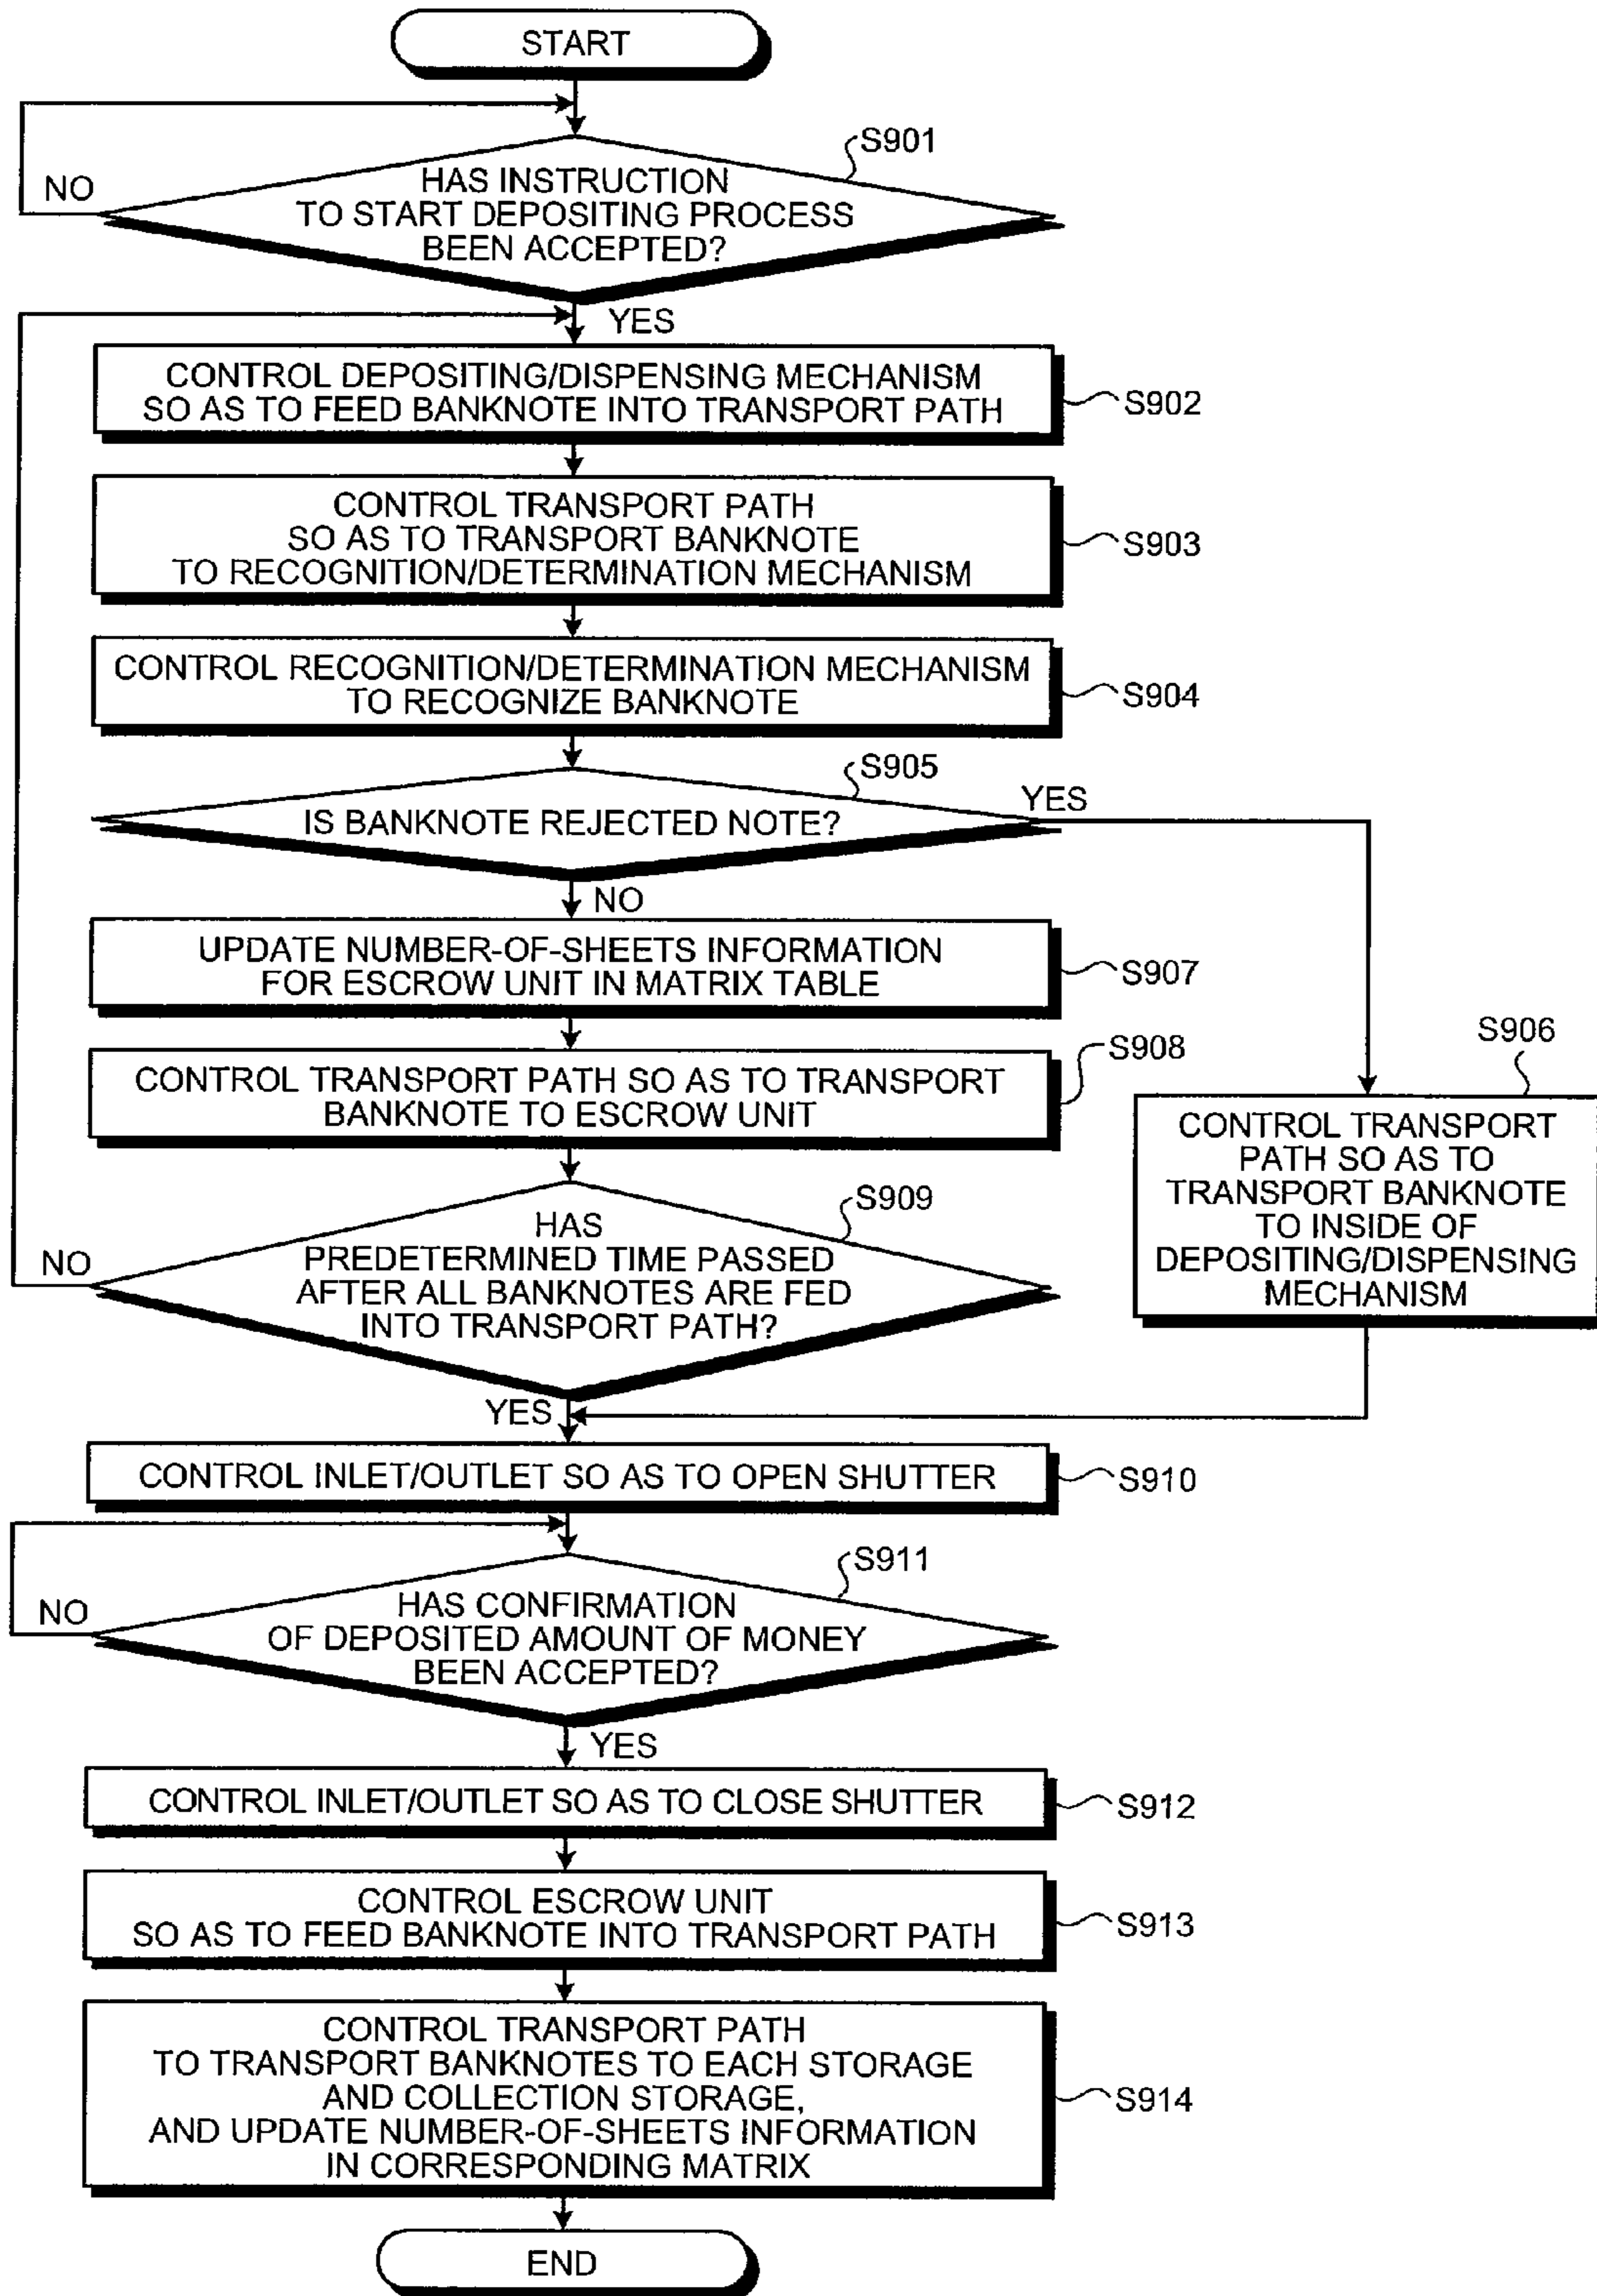 START
S901
NO
HAS INSTRUCTION
TO START DEPOSITING PROCESS
BEEN ACCEPTED?
YES
CONTROL DEPOSITING/DISPENSING MECHANISM
SO AS TO FEED BANKNOTE INTO TRANSPORT PATH
S902
CONTROL TRANSPORT PATH
SO AS TO TRANSPORT BANKNOTE
TO RECOGNITION/DETERMINATION MECHANISM
S903
CONTROL RECOGNITION/DETERMINATION MECHANISM
TO RECOGNIZE BANKNOTE
S904
S905
YES
IS BANKNOTE REJECTED NOTE?
NO
UPDATE NUMBER-OF-SHEETS INFORMATION
FOR ESCROW UNIT IN MATRIX TABLE
S907
S908
CONTROL TRANSPORT PATH SO AS TO TRANSPORT
BANKNOTE TO ESCROW UNIT
S906
CONTROL TRANSPORT
PATH SO AS TO
TRANSPORT BANKNOTE
TO INSIDE OF
DEPOSITING/DISPENSING
MECHANISM
S909
NO
HAS
PREDETERMINED TIME PASSED
AFTER ALL BANKNOTES ARE FED
INTO TRANSPORT PATH?
YES
CONTROL INLET/OUTLET SO AS TO OPEN SHUTTER
S910
S911
NO
HAS CONFIRMATION
OF DEPOSITED AMOUNT OF MONEY
BEEN ACCEPTED?
YES
CONTROL INLET/OUTLET SO AS TO CLOSE SHUTTER
S912
CONTROL ESCROW UNIT
SO AS TO FEED BANKNOTE INTO TRANSPORT PATH
S913
CONTROL TRANSPORT PATH
TO TRANSPORT BANKNOTES TO EACH STORAGE
AND COLLECTION STORAGE,
AND UPDATE NUMBER-OF-SHEETS INFORMATION
IN CORRESPONDING MATRIX
S914
END